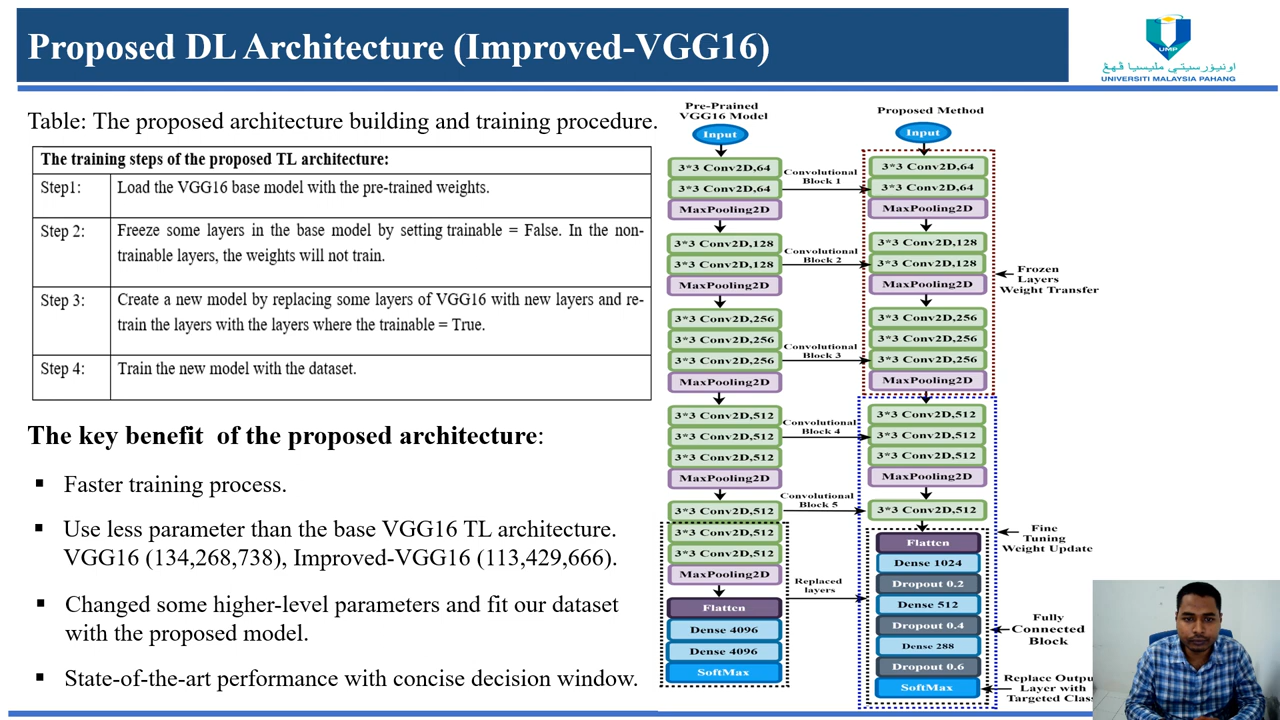 Proposed DL Architecture (Improved-VGG16)
UMP
اونيۏرسيتي مليسيا ڤهڠ
UNIVERSITI MALAYSIA PAHANG
Table: The proposed architecture building and training procedure.
The training steps of the proposed TL architecture:
Step1: Load the VGG16 base model with the pre-trained weights.
Step 2: Freeze some layers in the base model by setting trainable = False. In the non-
trainable layers, the weights will not train.
Step 3: Create a new model by replacing some layers of VGG16 with new layers and re-
train the layers with the layers where the trainable = True.
Step 4: Train the new model with the dataset.
The key benefit of the proposed architecture:
▪ Faster training process.
▪ Use less parameter than the base VGG16 TL architecture.
VGG16 (134,268,738), Improved-VGG16 (113,429,666).
▪ Changed some higher-level parameters and fit our dataset
with the proposed model.
▪ State-of-the-art performance with concise decision window.
Pre-Prained
VGG16 Model
Input
3*3 Conv2D,64
3*3 Conv2D,64
MaxPooling2D
3*3 Conv2D,128
3*3 Conv2D,128
MaxPooling2D
3*3 Conv2D,256
3*3 Conv2D,256
3*3 Conv2D,256
MaxPooling2D
3*3 Conv2D,512
3*3 Conv2D,512
3*3 Conv2D,512
MaxPooling2D
3*3 Conv2D,512
3*3 Conv2D,512
3*3 Conv2D,512
MaxPooling2D
Flatten
Dense 4096
Dense 4096
SoftMax
Convolutional
Block 1
Convolutional
Block 2
Convolutional
Block 3
Convolutional
Block 4
Convolutional
Block 5
Replaced
layers
Proposed Method
Input
3*3 Conv2D,64
3*3 Conv2D,64
MaxPooling2D
3*3 Conv2D,128
3*3 Conv2D,128
MaxPooling2D
3*3 Conv2D,256
3*3 Conv2D,256
3*3 Conv2D,256
MaxPooling2D
3*3 Conv2D,512
3*3 Conv2D,512
3*3 Conv2D,512
MaxPooling2D
3*3 Conv2D,512
Flatten
Dense 1024
Dropout 0.2
Dense 512
Dropout 0.4
Dense 288
Dropout 0.6
SoftMax
Frozen
Layers
Weight Transfer
Fine
Tuning
Weight Update
Fully
Connected
Block
Replace Outpu
Layer with
Targeted Clas